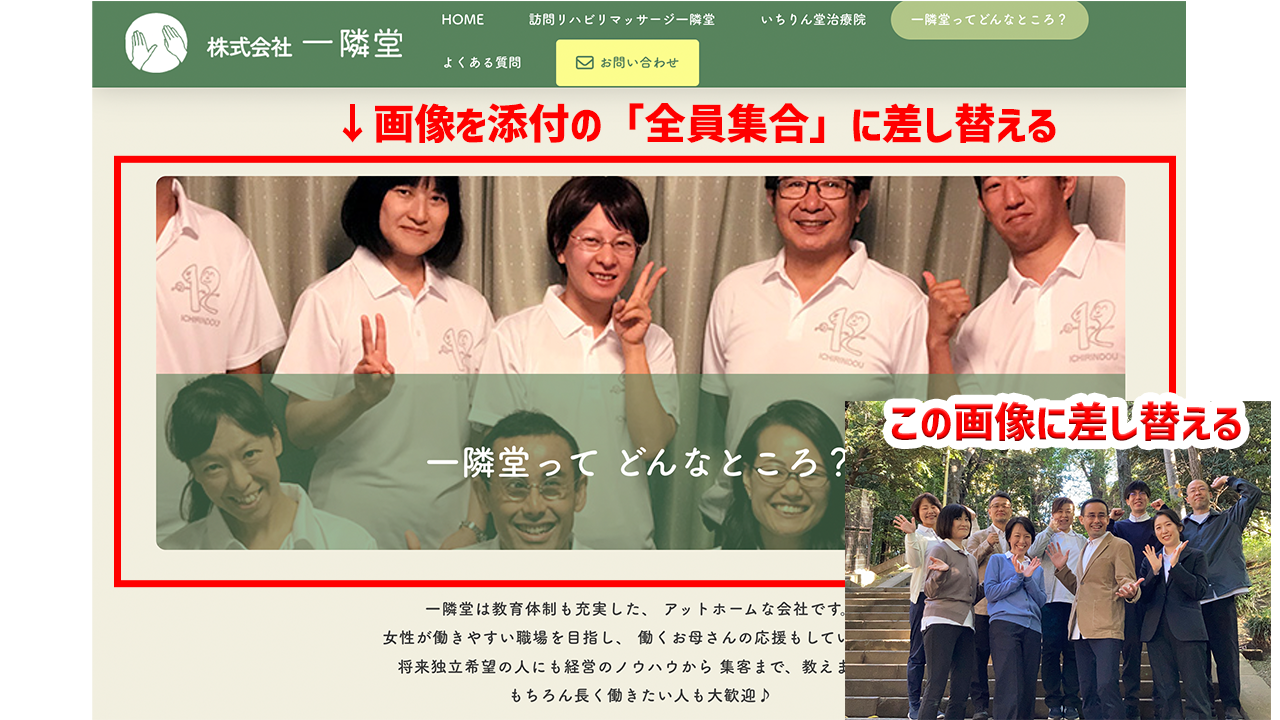 株式会社 一隣堂
HOME
訪問リハビリマッサージ一隣堂
いちりん堂治療院
一隣堂ってどんなところ？
よくある質問
お問い合わせ
↓画像を添付の「全員集合」に差し替える
12
ICHIRINDOU
12
12
ICHIRINDOU
12
ICHIRINDOU
一隣堂って どんなところ？
この画像に差し替える
一隣堂は教育体制も充実した、 アットホームな会社です。
女性が働きやすい職場を目指し、 働くお母さんの応援もしてい
将来独立希望の人にも経営のノウハウから 集客まで、教えま
もちろん長く働きたい人も大歓迎♪